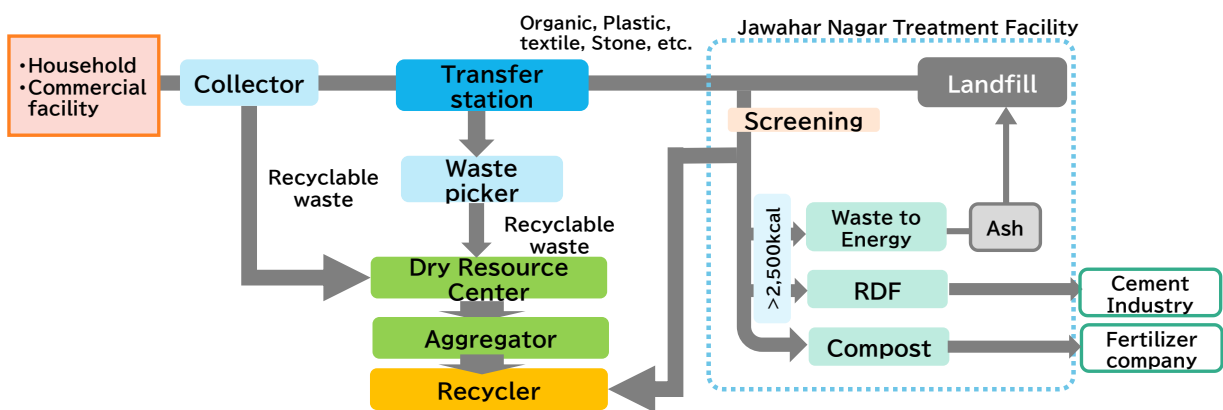 Organic, Plastic,
textile, Stone, etc.
Jawahar Nagar Treatment Facility
・Household
・Commercial
facility
Collector
Transfer
station
Landfill
Screening
Recyclable
waste
Waste
picker
Recyclable
waste
>2,500kcal
Waste to
Energy
Ash
Dry Resource
Center
RDF
Cement
Industry
Aggregator
Compost
Fertilizer
company
Recycler